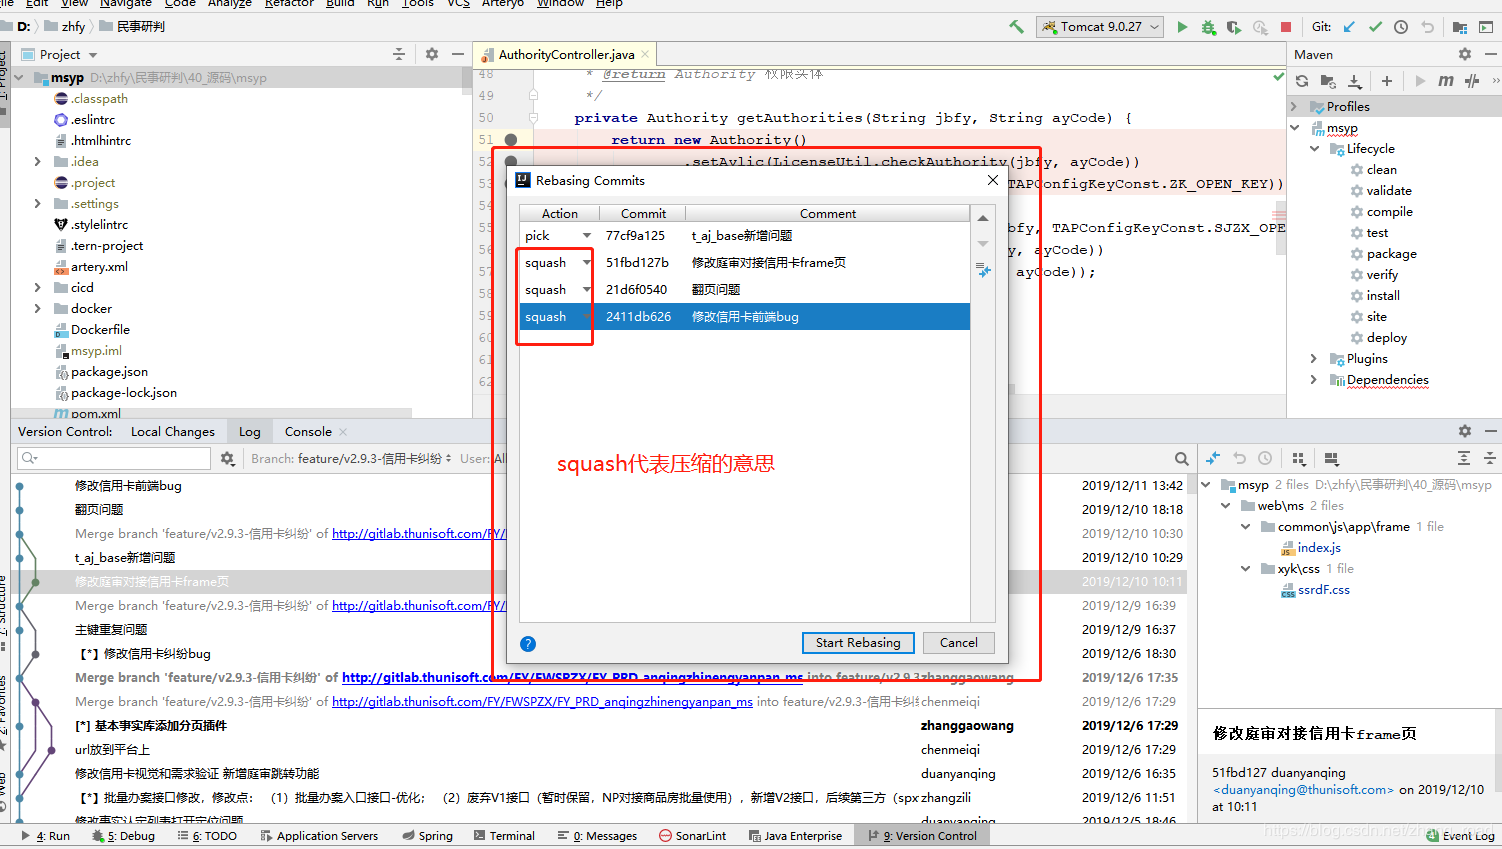 File Edit View Navigate Code Analyze Refactor Build Run Tools VCS Artery6 Window Help
D: zhfy 民事研判
Tomcat 9.0.27 Git:
Project
AuthorityController.java
Maven
msyp D:\zhfy\民事研判\40_源码\msyp
.classpath
.eslintrc
.htmlhintrc
.idea
.project
.settings
.stylelintrc
.tern-project
artery.xml
cicd
docker
Dockerfile
msyp.iml
package.json
package-lock.json
pom.xml
48 * @return Authority 权限实体
49 */
50 private Authority getAuthorities(String jbfy, String ayCode) {
51 return new Authority()
52 .setAylic(LicenseUtil.checkAuthority(jbfy, ayCode))
53 TAPConfigKeyConst.ZK_OPEN_KEY))
55 bfy, TAPConfigKeyConst.SJZX_OPE
56 y, ayCode))
57 ayCode));
58
59
60
61
62
Profiles
msyp
Lifecycle
clean
validate
compile
test
package
verify
install
site
deploy
Plugins
Dependencies
Rebasing Commits
Action Commit Comment
pick 77cf9a125 t_aj_base新增问题
squash 51fbd127b 修改庭审对接信用卡frame页
squash 21d6f0540 翻页问题
squash 2411db626 修改信用卡前端bug
squash代表压缩的意思
Start Rebasing Cancel
Version Control: Local Changes Log Console
Branch: feature/v2.9.3-信用卡纠纷 User: All
修改信用卡前端bug 2019/12/11 13:42
翻页问题 2019/12/10 18:18
Merge branch 'feature/v2.9.3-信用卡纠纷' of http://gitlab.thunisoft.com/FY/ 2019/12/10 10:30
t_aj_base新增问题 2019/12/10 10:29
修改庭审对接信用卡frame页 2019/12/10 10:11
Merge branch 'feature/v2.9.3-信用卡纠纷' of http://gitlab.thunisoft.com/FY/ 2019/12/9 16:39
主键重复问题 2019/12/9 16:37
【*】修改信用卡纠纷bug 2019/12/6 18:30
Merge branch 'feature/v2.9.3-信用卡纠纷' of http://gitlab.thunisoft.com/FY/FWSPZX/FY_PRD_anqingzhinengyanpan_ms into feature/v2.9.3 zhanggaowang 2019/12/6 17:35
Merge branch 'feature/v2.9.3-信用卡纠纷' of http://gitlab.thunisoft.com/FY/FWSPZX/FY_PRD_anqingzhinengyanpan_ms into feature/v2.9.3-信用卡纠 chenmeiqi 2019/12/6 17:29
[*] 基本事实库添加分页插件 zhanggaowang 2019/12/6 17:29
url放到平台上 chenmeiqi 2019/12/6 17:29
修改信用卡视觉和需求验证 新增庭审跳转功能 duanyanqing 2019/12/6 16:35
【*】批量办案接口修改，修改点：（1）批量办案入口接口-优化；（2）废弃V1接口（暂时保留，NP对接商品房批量使用），新增V2接口，后续第三方（spx zhangzili 2019/12/6 11:51
修改事实认定列表打开定位问题 duanyanqing 2019/12/5 18:46
msyp 2 files D:\zhfy\民事研判\40_源码\msyp
web\ms 2 files
common\js\app\frame 1 file
index.js
xyk\css 1 file
ssrdF.css
修改庭审对接信用卡frame页
51fbd127 duanyanqing
<duanyanqing@thunisoft.com> on 2019/12/10
at 10:11
1: Project
7: Structure
2: Favorites
Web
4: Run 5: Debug 6: TODO Application Servers Spring Terminal 0: Messages SonarLint Java Enterprise 9: Version Control 4 Event Log